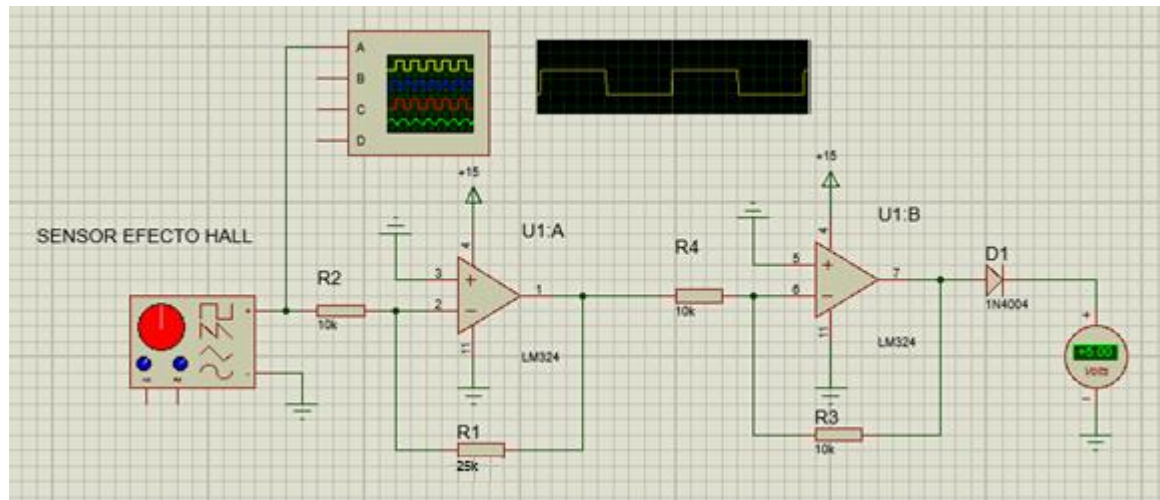 A
B
C
D
+15
+15
SENSOR EFECTO HALL
U1:A
U1:B
R2
10k
3
2
4
1
11
LM324
R4
10k
5
6
4
7
11
LM324
D1
1N4004
+
+5.00
Volts
R1
25k
R3
10k